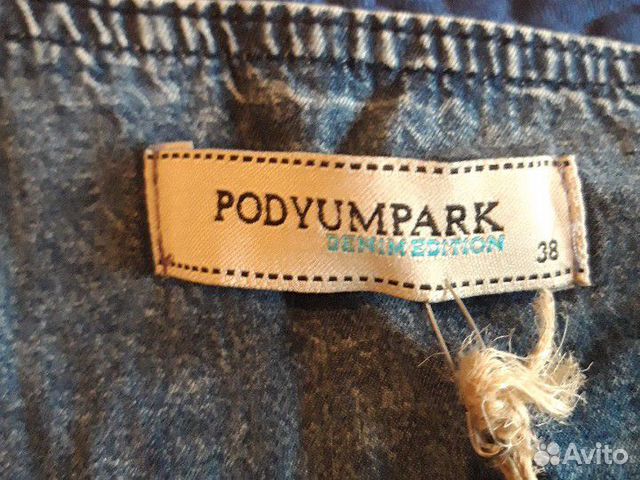 PODYUMPARK
DENIM EDITION
38
Avito